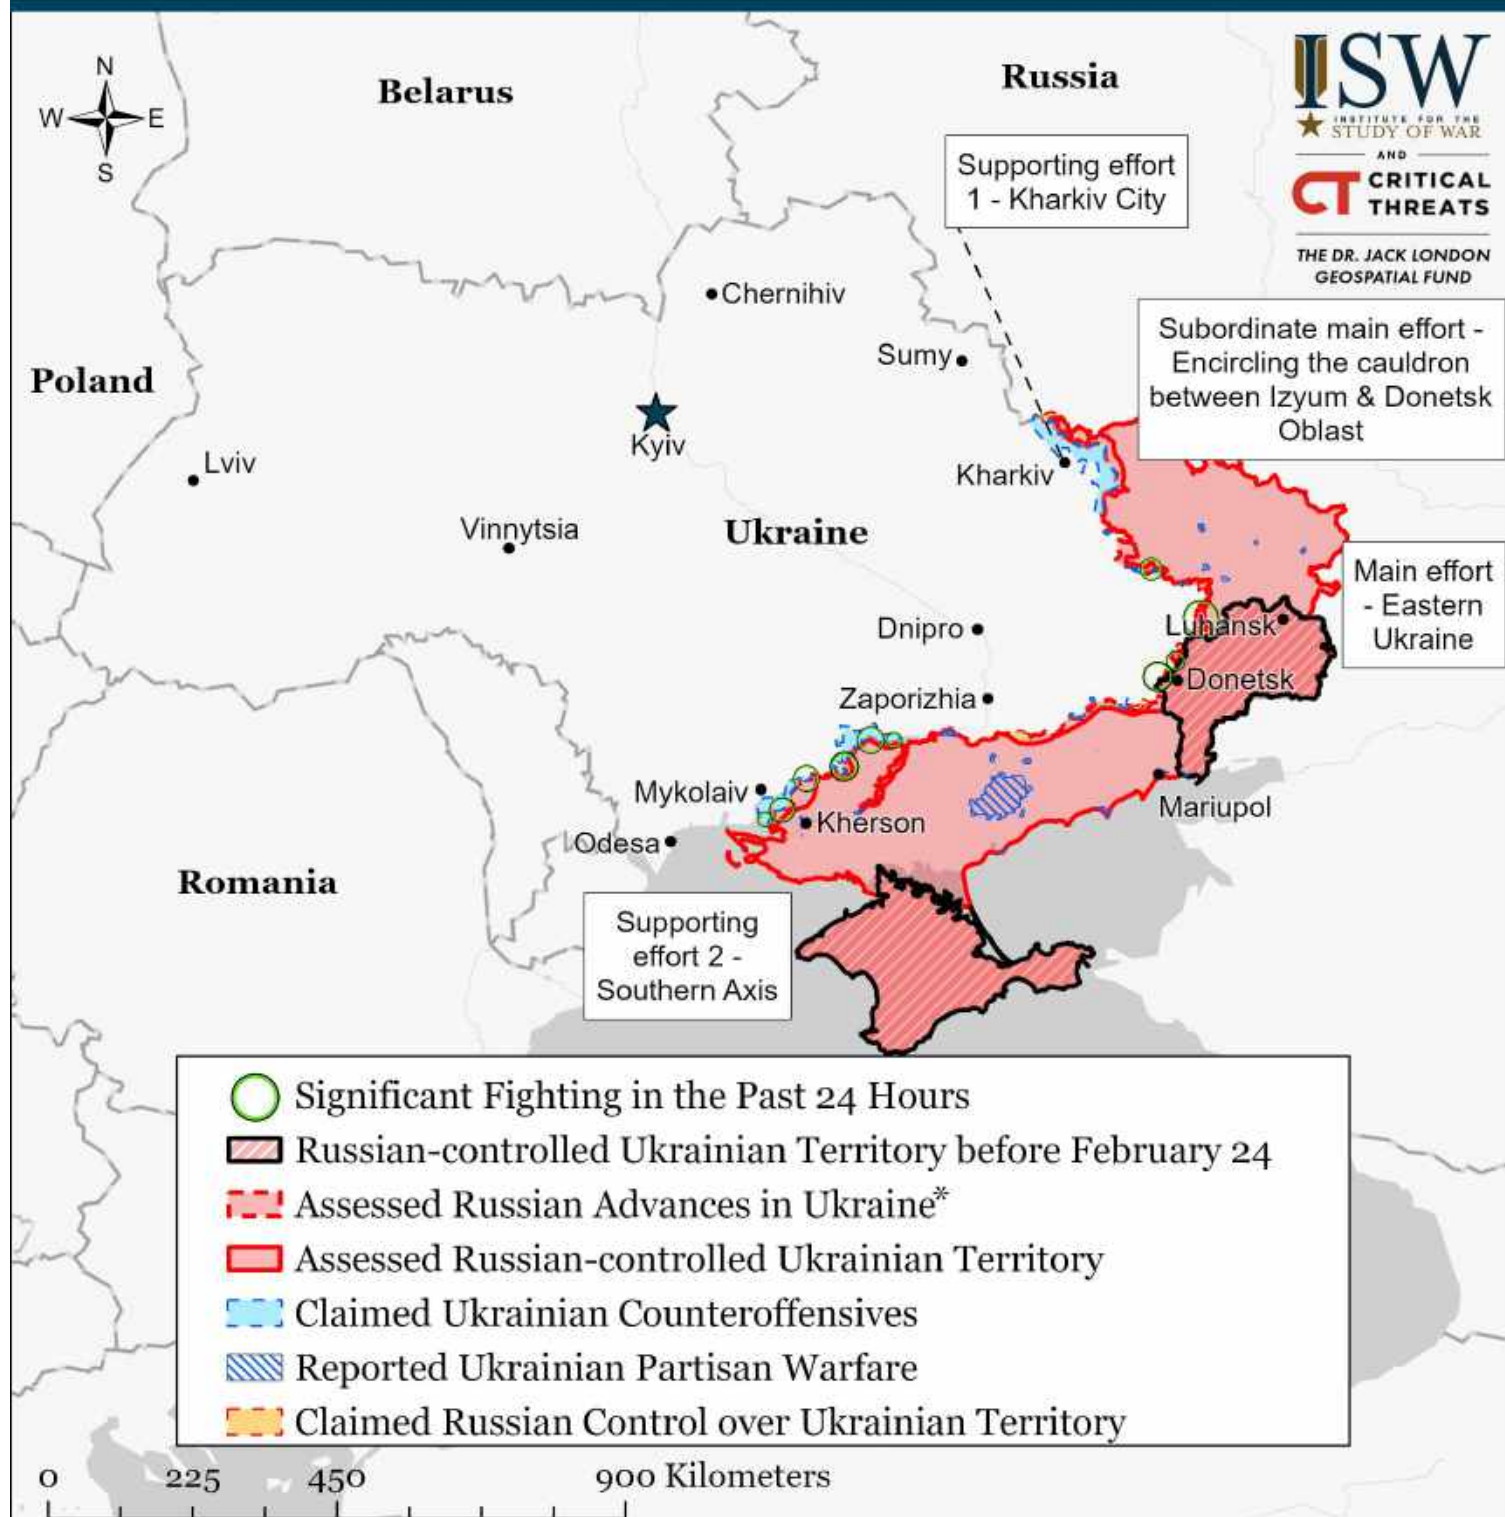 N
W
E
S
Belarus
Russia
ISW
INSTITUTE FOR THE
STUDY OF WAR
AND
CT CRITICAL
THREATS
THE DR. JACK LONDON
GEOSPATIAL FUND
Supporting effort
1 - Kharkiv City
Chernihiv
Subordinate main effort -
Encircling the cauldron
between Izyum & Donetsk
Oblast
Sumy
Poland
Kyiv
Lviv
Kharkiv
Vinnytsia
Ukraine
Main effort
- Eastern
Ukraine
Dnipro
Luhansk
Donetsk
Zaporizhia
Mykolaiv
Mariupol
Kherson
Odesa
Romania
Supporting
effort 2 -
Southern Axis
Significant Fighting in the Past 24 Hours
Russian-controlled Ukrainian Territory before February 24
Assessed Russian Advances in Ukraine*
Assessed Russian-controlled Ukrainian Territory
Claimed Ukrainian Counteroffensives
Reported Ukrainian Partisan Warfare
Claimed Russian Control over Ukrainian Territory
0 225 450 900 Kilometers